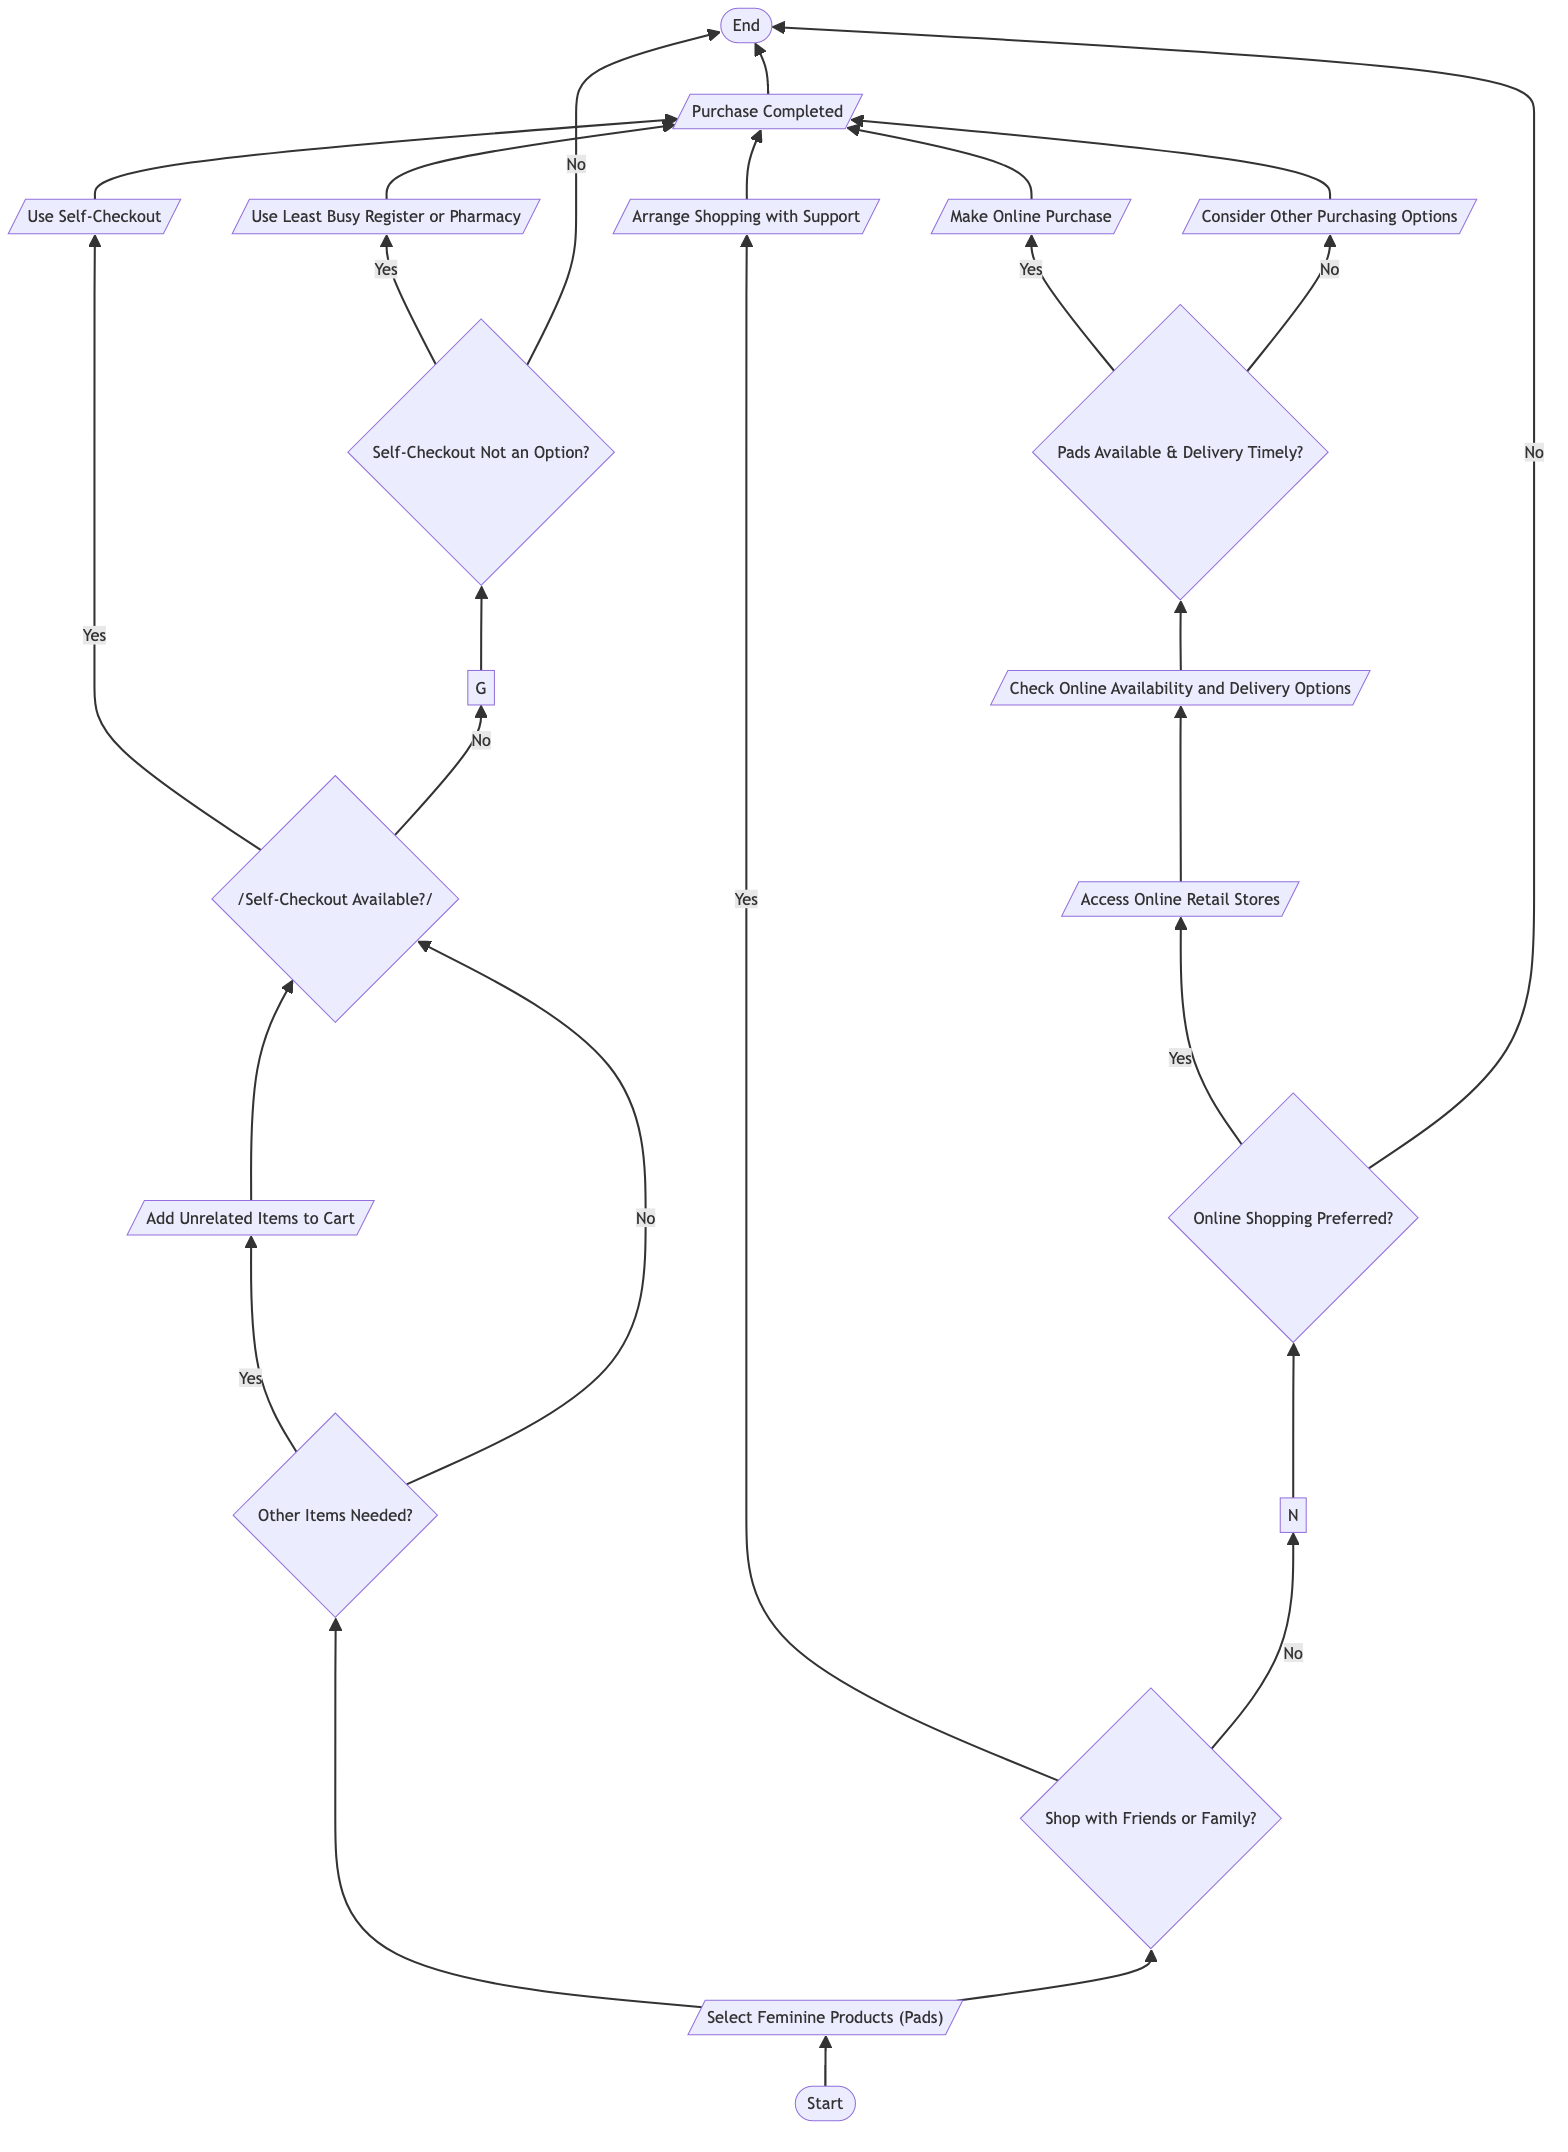 End
Purchase Completed
No
Use Self-Checkout
Use Least Busy Register or Pharmacy
Arrange Shopping with Support
Make Online Purchase
Consider Other Purchasing Options
Yes
Yes
No
Self-Checkout Not an Option?
Pads Available & Delivery Timely?
No
Yes
G
Check Online Availability and Delivery Options
No
/Self-Checkout Available?/
Yes
Access Online Retail Stores
Yes
Add Unrelated Items to Cart
No
Online Shopping Preferred?
Yes
Other Items Needed?
N
No
Shop with Friends or Family?
Select Feminine Products (Pads)
Start